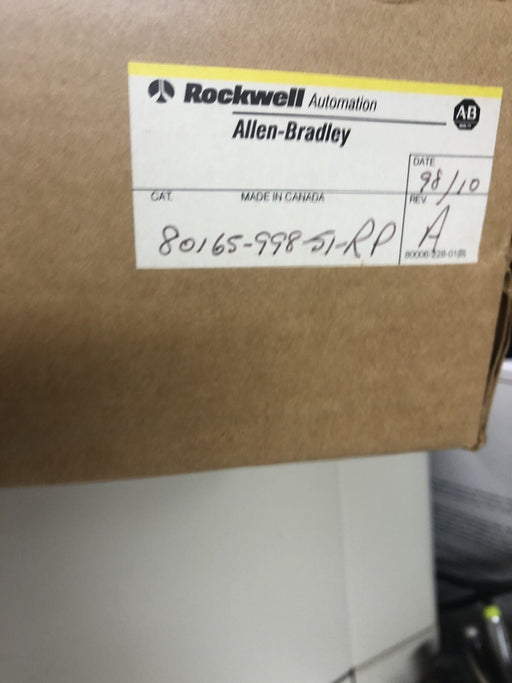 Rockwell Automation
AB
Allen-Bradley
DATE
98/10
CAT.
MADE IN CANADA
REV.
80165-998-51-RP
A